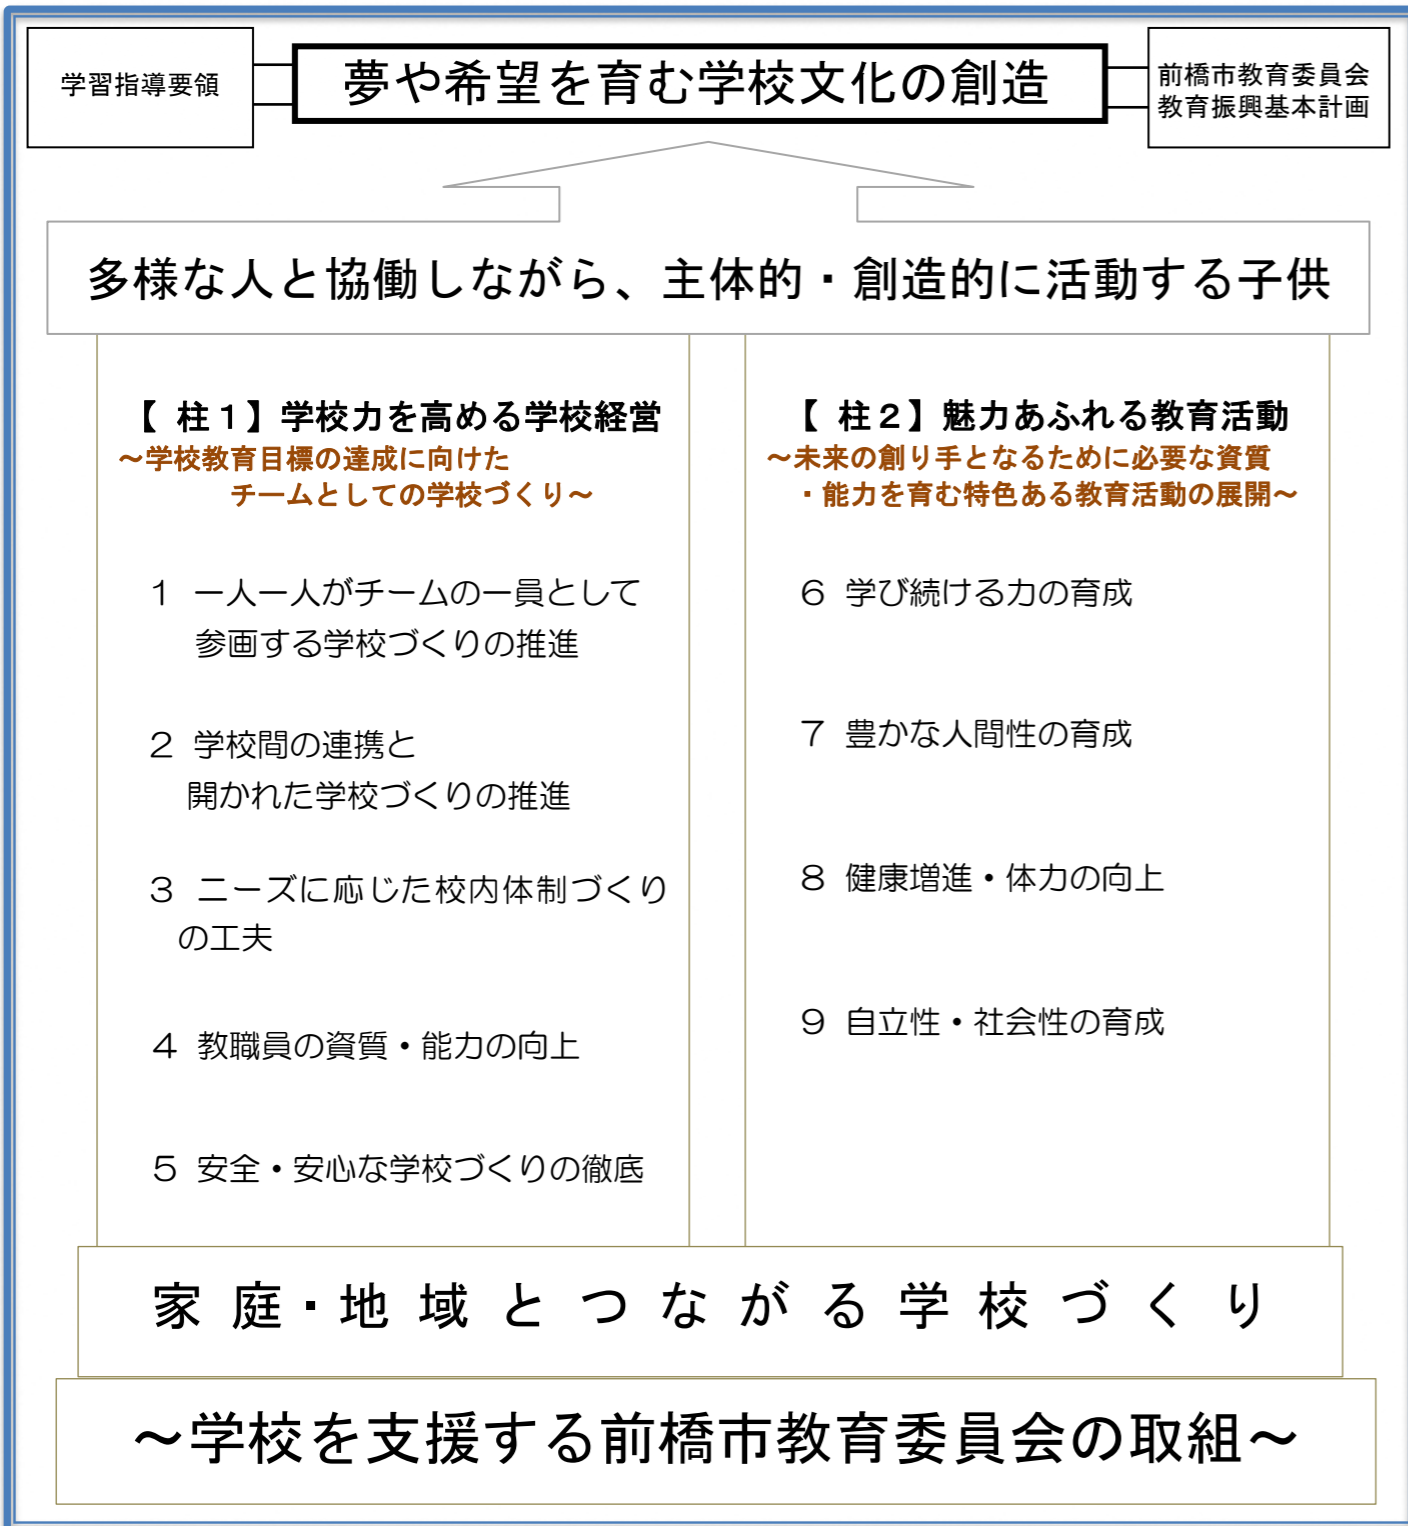 学習指導要領
夢や希望を育む学校文化の創造
前橋市教育委員会
教育振興基本計画
多様な人と協働しながら、主体的・創造的に活動する子供
【 柱１】学校力を高める学校経営
～学校教育目標の達成に向けた
チームとしての学校づくり～
１ 一人一人がチームの一員として
参画する学校づくりの推進
２ 学校間の連携と
開かれた学校づくりの推進
３ ニーズに応じた校内体制づくり
の工夫
４ 教職員の資質・能力の向上
５ 安全・安心な学校づくりの徹底
【 柱２】魅力あふれる教育活動
～未来の創り手となるために必要な資質
・能力を育む特色ある教育活動の展開～
６ 学び続ける力の育成
７ 豊かな人間性の育成
８ 健康増進・体力の向上
９ 自立性・社会性の育成
家庭・地域とつながる学校づくり
～学校を支援する前橋市教育委員会の取組～